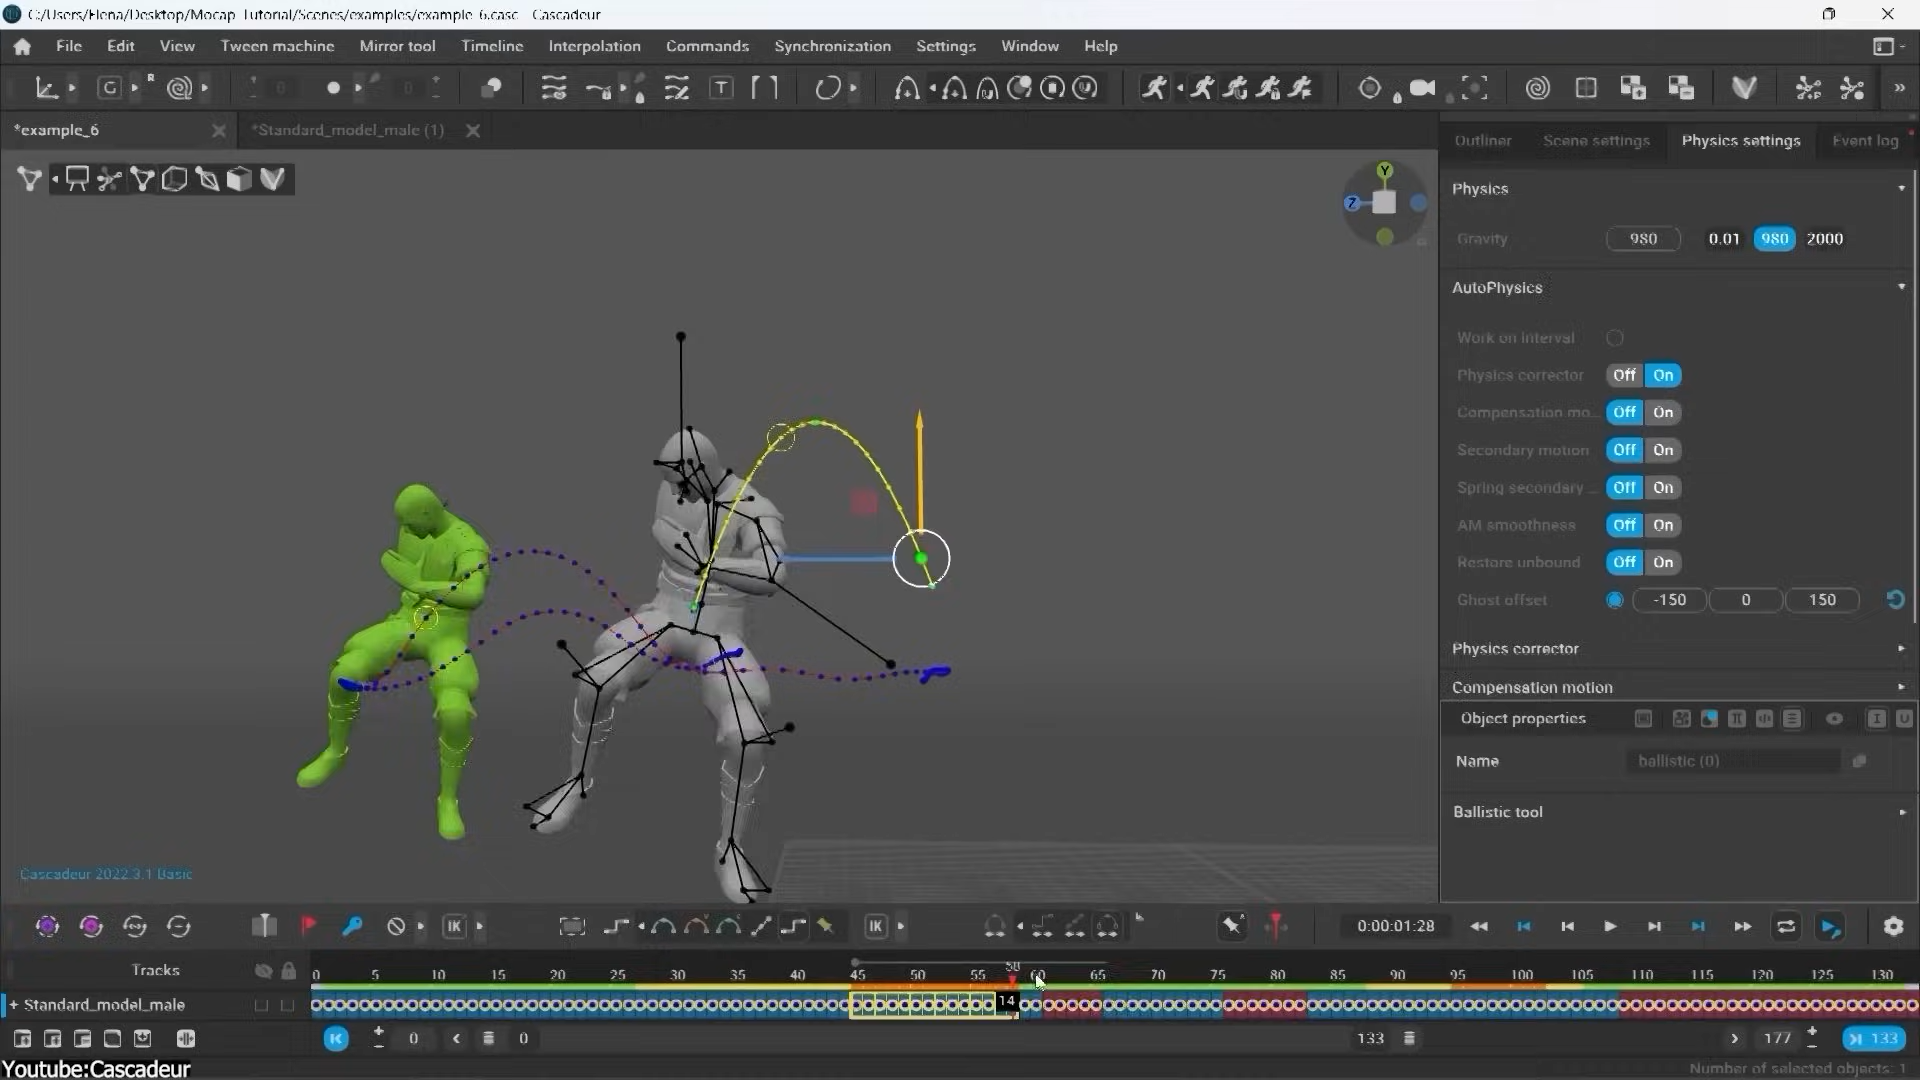 C:/Users/Elena/Desktop/Mocap_Tutorial/Scenes/examples/example_6.casc - Cascadeur
File Edit View Tween machine Mirror tool Timeline Interpolation Commands Synchronization Settings Window Help
*example_6 *Standard_model_male (1)
Outliner Scene settings Physics settings Event log
Physics
Gravity 980 0.01 980 2000
AutoPhysics
Work on interval
Physics corrector Off On
Compensation mo... Off On
Secondary motion Off On
Spring secondary ... Off On
AM smoothness Off On
Restore unbound Off On
Ghost offset -150 0 150
Physics corrector
Compensation motion
Object properties
Name ballistic (0)
Ballistic tool
Y
Z
Cascadeur 2022.3.1 Basic
IK IK 0:00:01:28
Tracks
0 5 10 15 20 25 30 35 40 45 50 55 58 60 65 70 75 80 85 90 95 100 105 110 115 120 125 130
+ Standard_model_male 14
0 0 133 177 133
Youtube:Cascadeur
Number of selected objects: 1